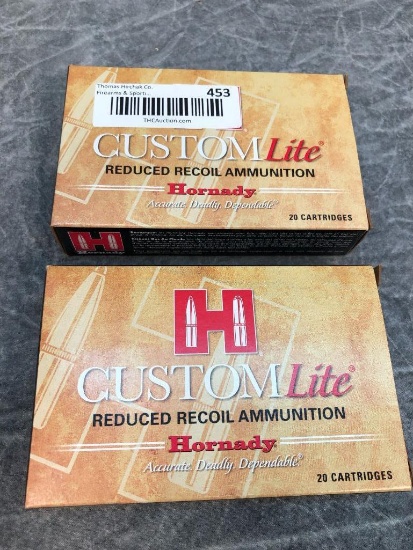 Thomas Hirchak Co.
Firearms & Sporti...
453
THCAuction.com
CUSTOM Lite®
REDUCED RECOIL AMMUNITION
Hornady
Accurate. Deadly. Dependable.®
20 CARTRIDGES
H
H
CUSTOM Lite®
REDUCED RECOIL AMMUNITION
Hornady
Accurate. Deadly. Dependable.®
20 CARTRIDGES